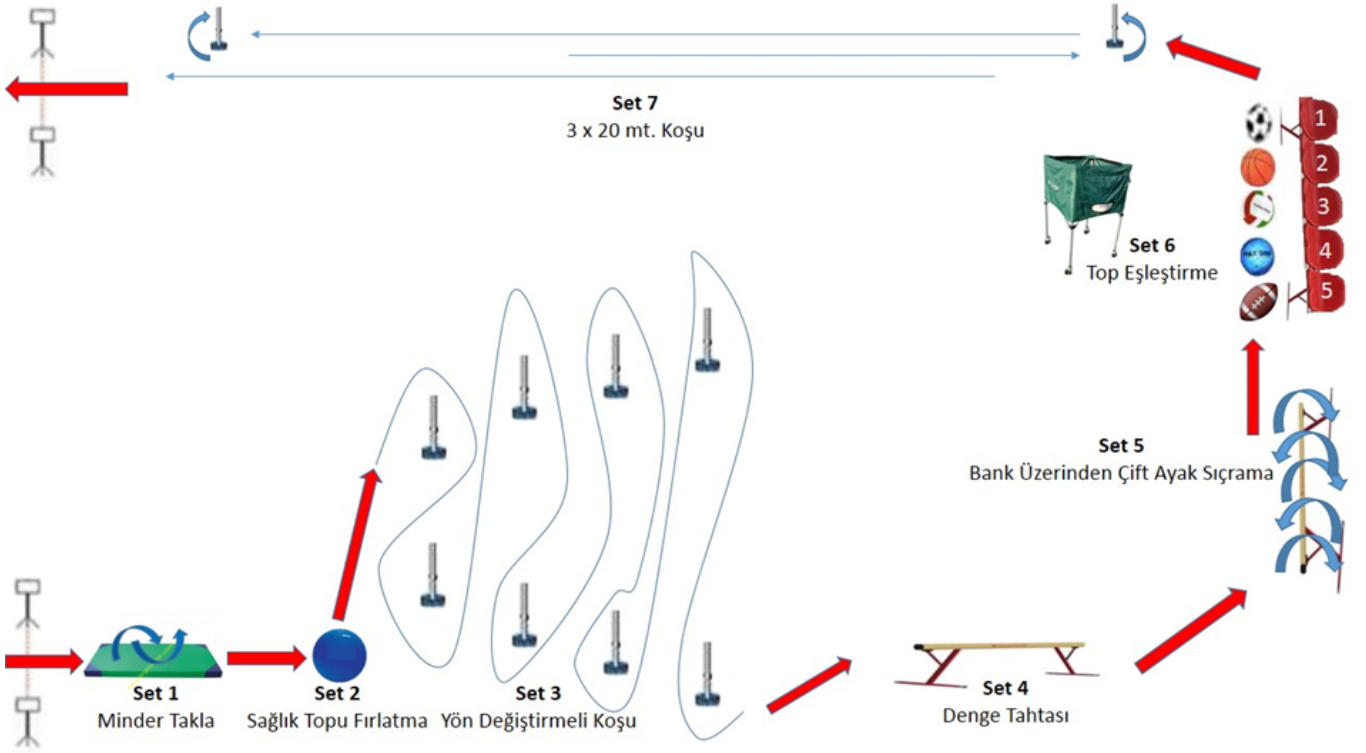 Set 7
3 x 20 mt. Koşu
1
2
3
4
5
Set 6
Top Eşleştirme
Set 5
Bank Üzerinden Çift Ayak Sıçrama
Set 1
Minder Takla
Set 2
Sağlık Topu Fırlatma
Set 3
Yön Değiştirmeli Koşu
Set 4
Denge Tahtası